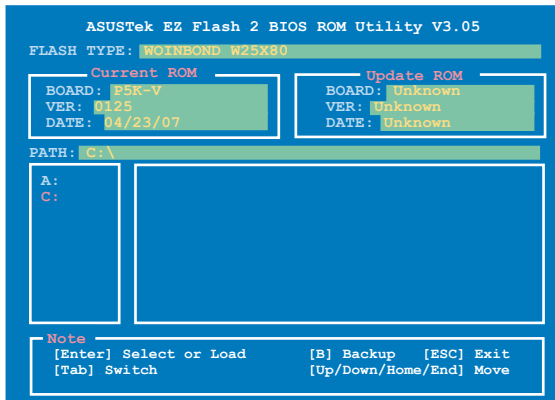 ASUSTek EZ Flash 2 BIOS ROM Utility V3.05
FLASH TYPE: WOINBOND W25X80
Current ROM
BOARD: P5K-V
VER: 0125
DATE: 04/23/07
Update ROM
BOARD: Unknown
VER: Unknown
DATE: Unknown
PATH: C:\
A:
C:
Note
[Enter] Select or Load [B] Backup [ESC] Exit
[Tab] Switch [Up/Down/Home/End] Move